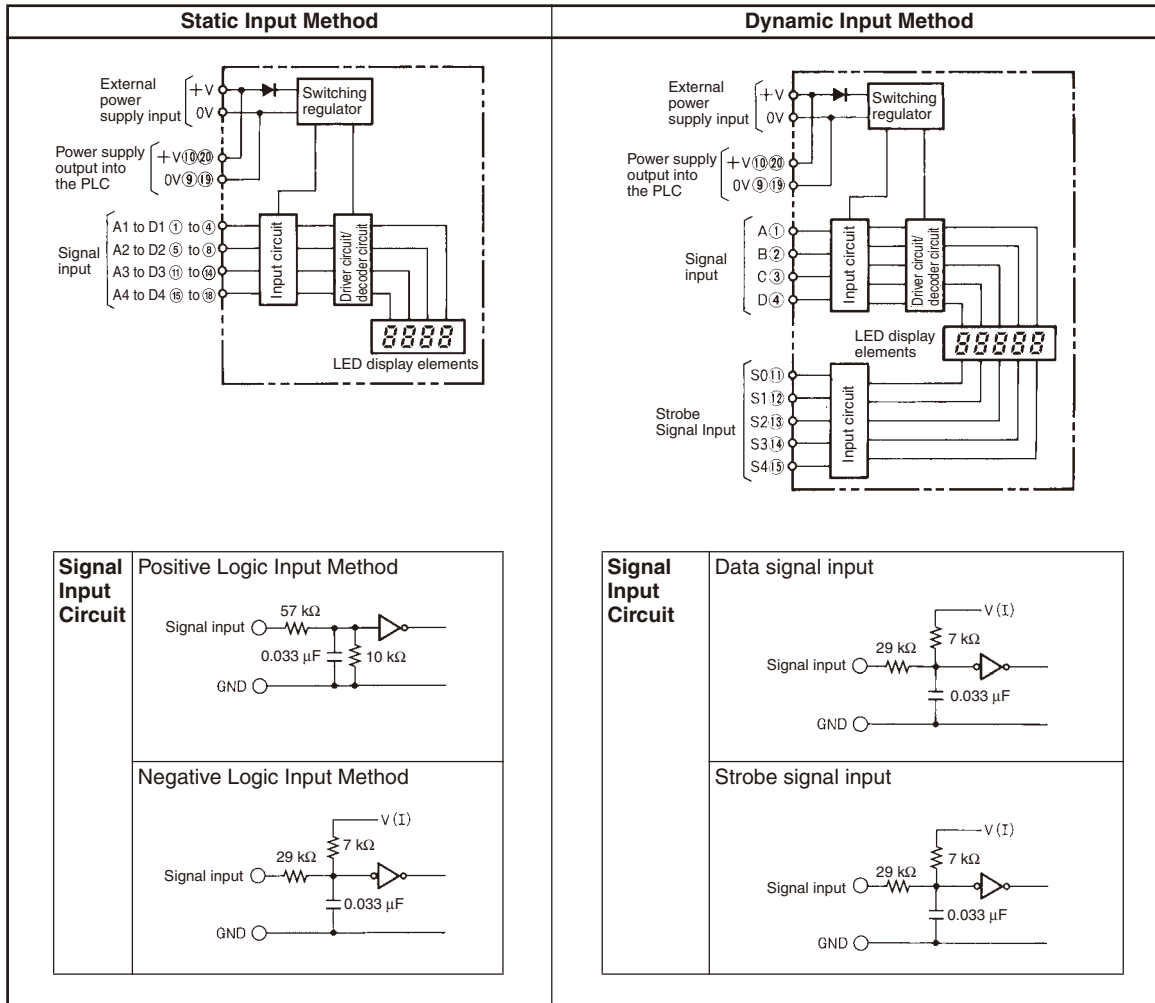 Static Input Method
External
power
supply input
+V
0V
Switching
regulator
Power supply
output into
the PLC
+V⑩⑳
0V⑨⑲
Signal
input
A1 to D1 ① to ④
A2 to D2 ⑤ to ⑧
A3 to D3 ⑪ to ⑭
A4 to D4 ⑮ to ⑱
Input circuit
Driver circuit/
decoder circuit
8888
LED display elements
Signal
Input
Circuit
Positive Logic Input Method
57 kΩ
Signal input
0.033 μF
10 kΩ
GND
Negative Logic Input Method
V (I)
7 kΩ
29 kΩ
Signal input
0.033 μF
GND
Dynamic Input Method
External
power
supply input
+V
0V
Switching
regulator
Power supply
output into
the PLC
+V⑩⑳
0V⑨⑲
Signal
input
A①
B②
C③
D④
Input circuit
Driver circuit/
decoder circuit
LED display
elements
88888
Strobe
Signal Input
S0⑪
S1⑫
S2⑬
S3⑭
S4⑮
Input circuit
Signal
Input
Circuit
Data signal input
V (I)
7 kΩ
29 kΩ
Signal input
0.033 μF
GND
Strobe signal input
V (I)
7 kΩ
29 kΩ
Signal input
0.033 μF
GND